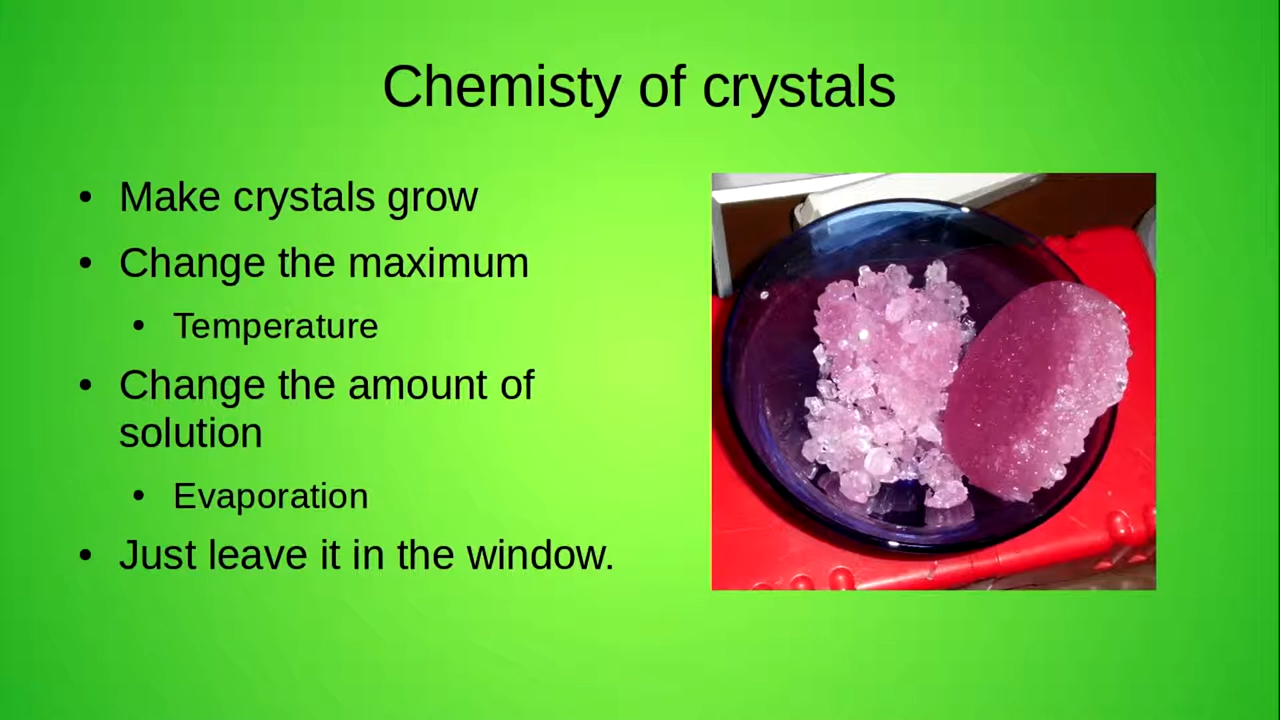 Chemisty of crystals
• Make crystals grow
• Change the maximum
• Temperature
• Change the amount of
solution
• Evaporation
• Just leave it in the window.